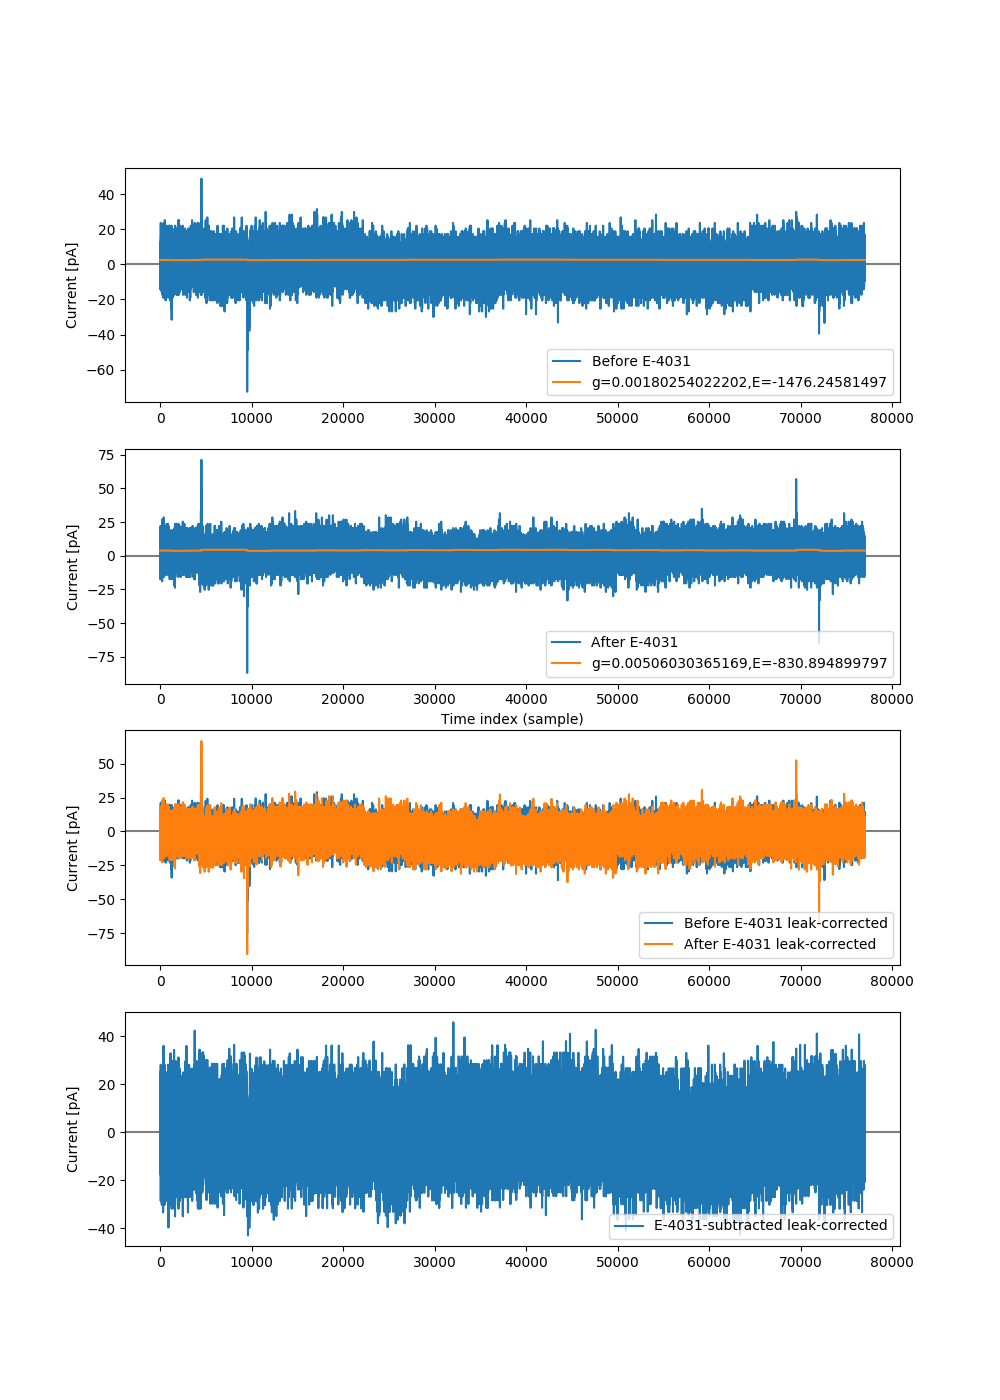 40
20
0
−20
−40
−60
Current [pA]
Before E-4031
g=0.00180254022202,E=-1476.24581497
0 10000 20000 30000 40000 50000 60000 70000 80000
75
50
25
0
−25
−50
−75
Current [pA]
After E-4031
g=0.00506030365169,E=-830.894899797
0 10000 20000 30000 40000 50000 60000 70000 80000
Time index (sample)
50
25
0
−25
−50
−75
Current [pA]
Before E-4031 leak-corrected
After E-4031 leak-corrected
0 10000 20000 30000 40000 50000 60000 70000 80000
40
20
0
−20
−40
Current [pA]
E-4031-subtracted leak-corrected
0 10000 20000 30000 40000 50000 60000 70000 80000